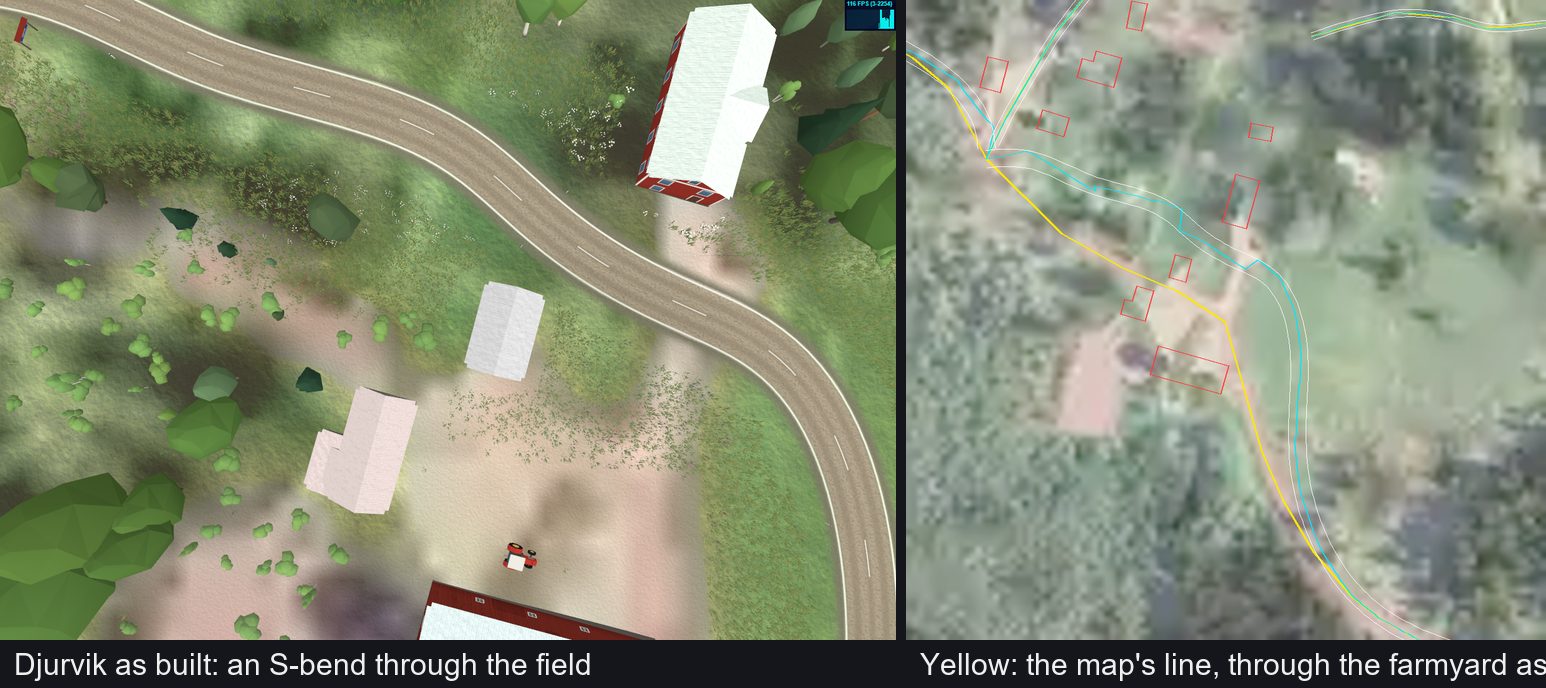 116 FPS (3-2234)
Djurvik as built: an S-bend through the field
Yellow: the map's line, through the farmyard as